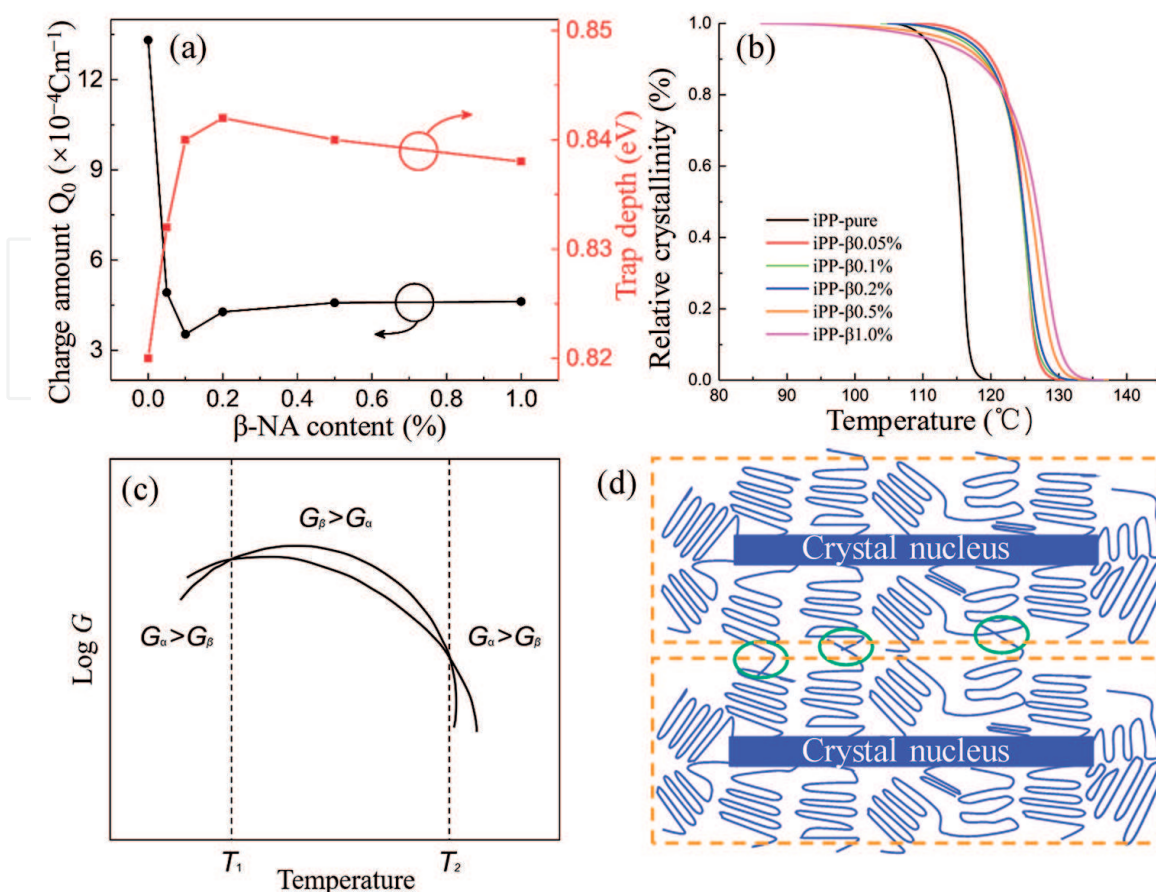 (a)
Charge amount Q₀ (×10⁻⁴Cm⁻¹)
12
9
6
3
0.0 0.2 0.4 0.6 0.8 1.0
β-NA content (%)
0.85
0.84
0.83
0.82
Trap depth (eV)
(b)
Relative crystallinity (%)
1.0
0.8
0.6
0.4
0.2
0.0
iPP-pure
iPP-β0.05%
iPP-β0.1%
iPP-β0.2%
iPP-β0.5%
iPP-β1.0%
80 90 100 110 120 130 140
Temperature (℃)
(c)
Log G
Gβ>Gα
Gα>Gβ
Gα>Gβ
T₁
T₂
Temperature
(d)
Crystal nucleus
Crystal nucleus